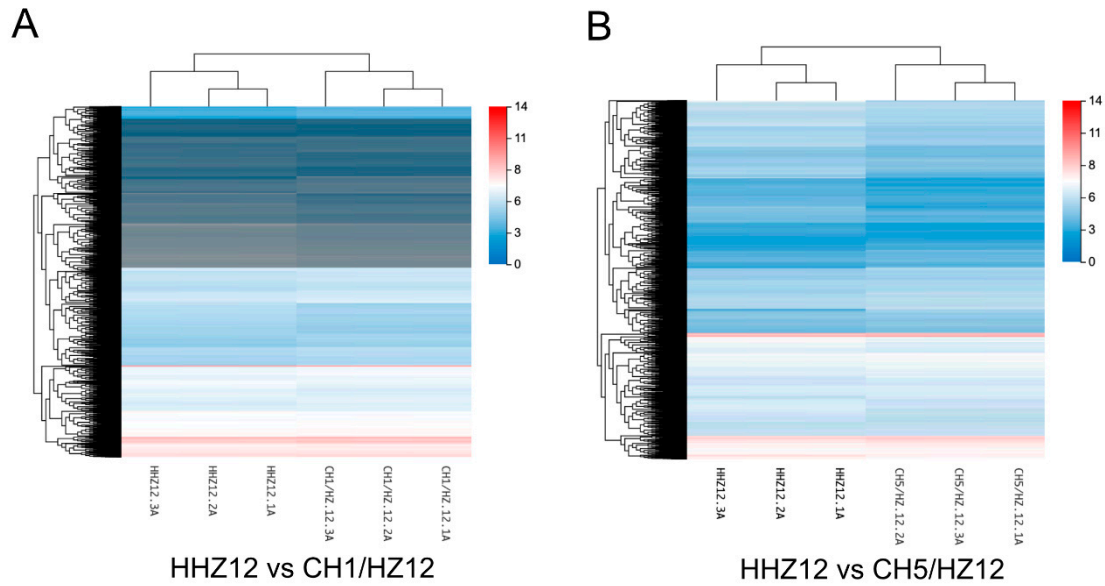 A
B
14
11
8
6
3
0
14
11
8
6
3
0
HHZ12.3A
HHZ12.2A
HHZ12.1A
CH1/HZ.12.3A
CH1/HZ.12.2A
CH1/HZ.12.1A
HHZ12.3A
HHZ12.2A
HHZ12.1A
CH5/HZ.12.2A
CH5/HZ.12.3A
CH5/HZ.12.1A
HHZ12 vs CH1/HZ12
HHZ12 vs CH5/HZ12